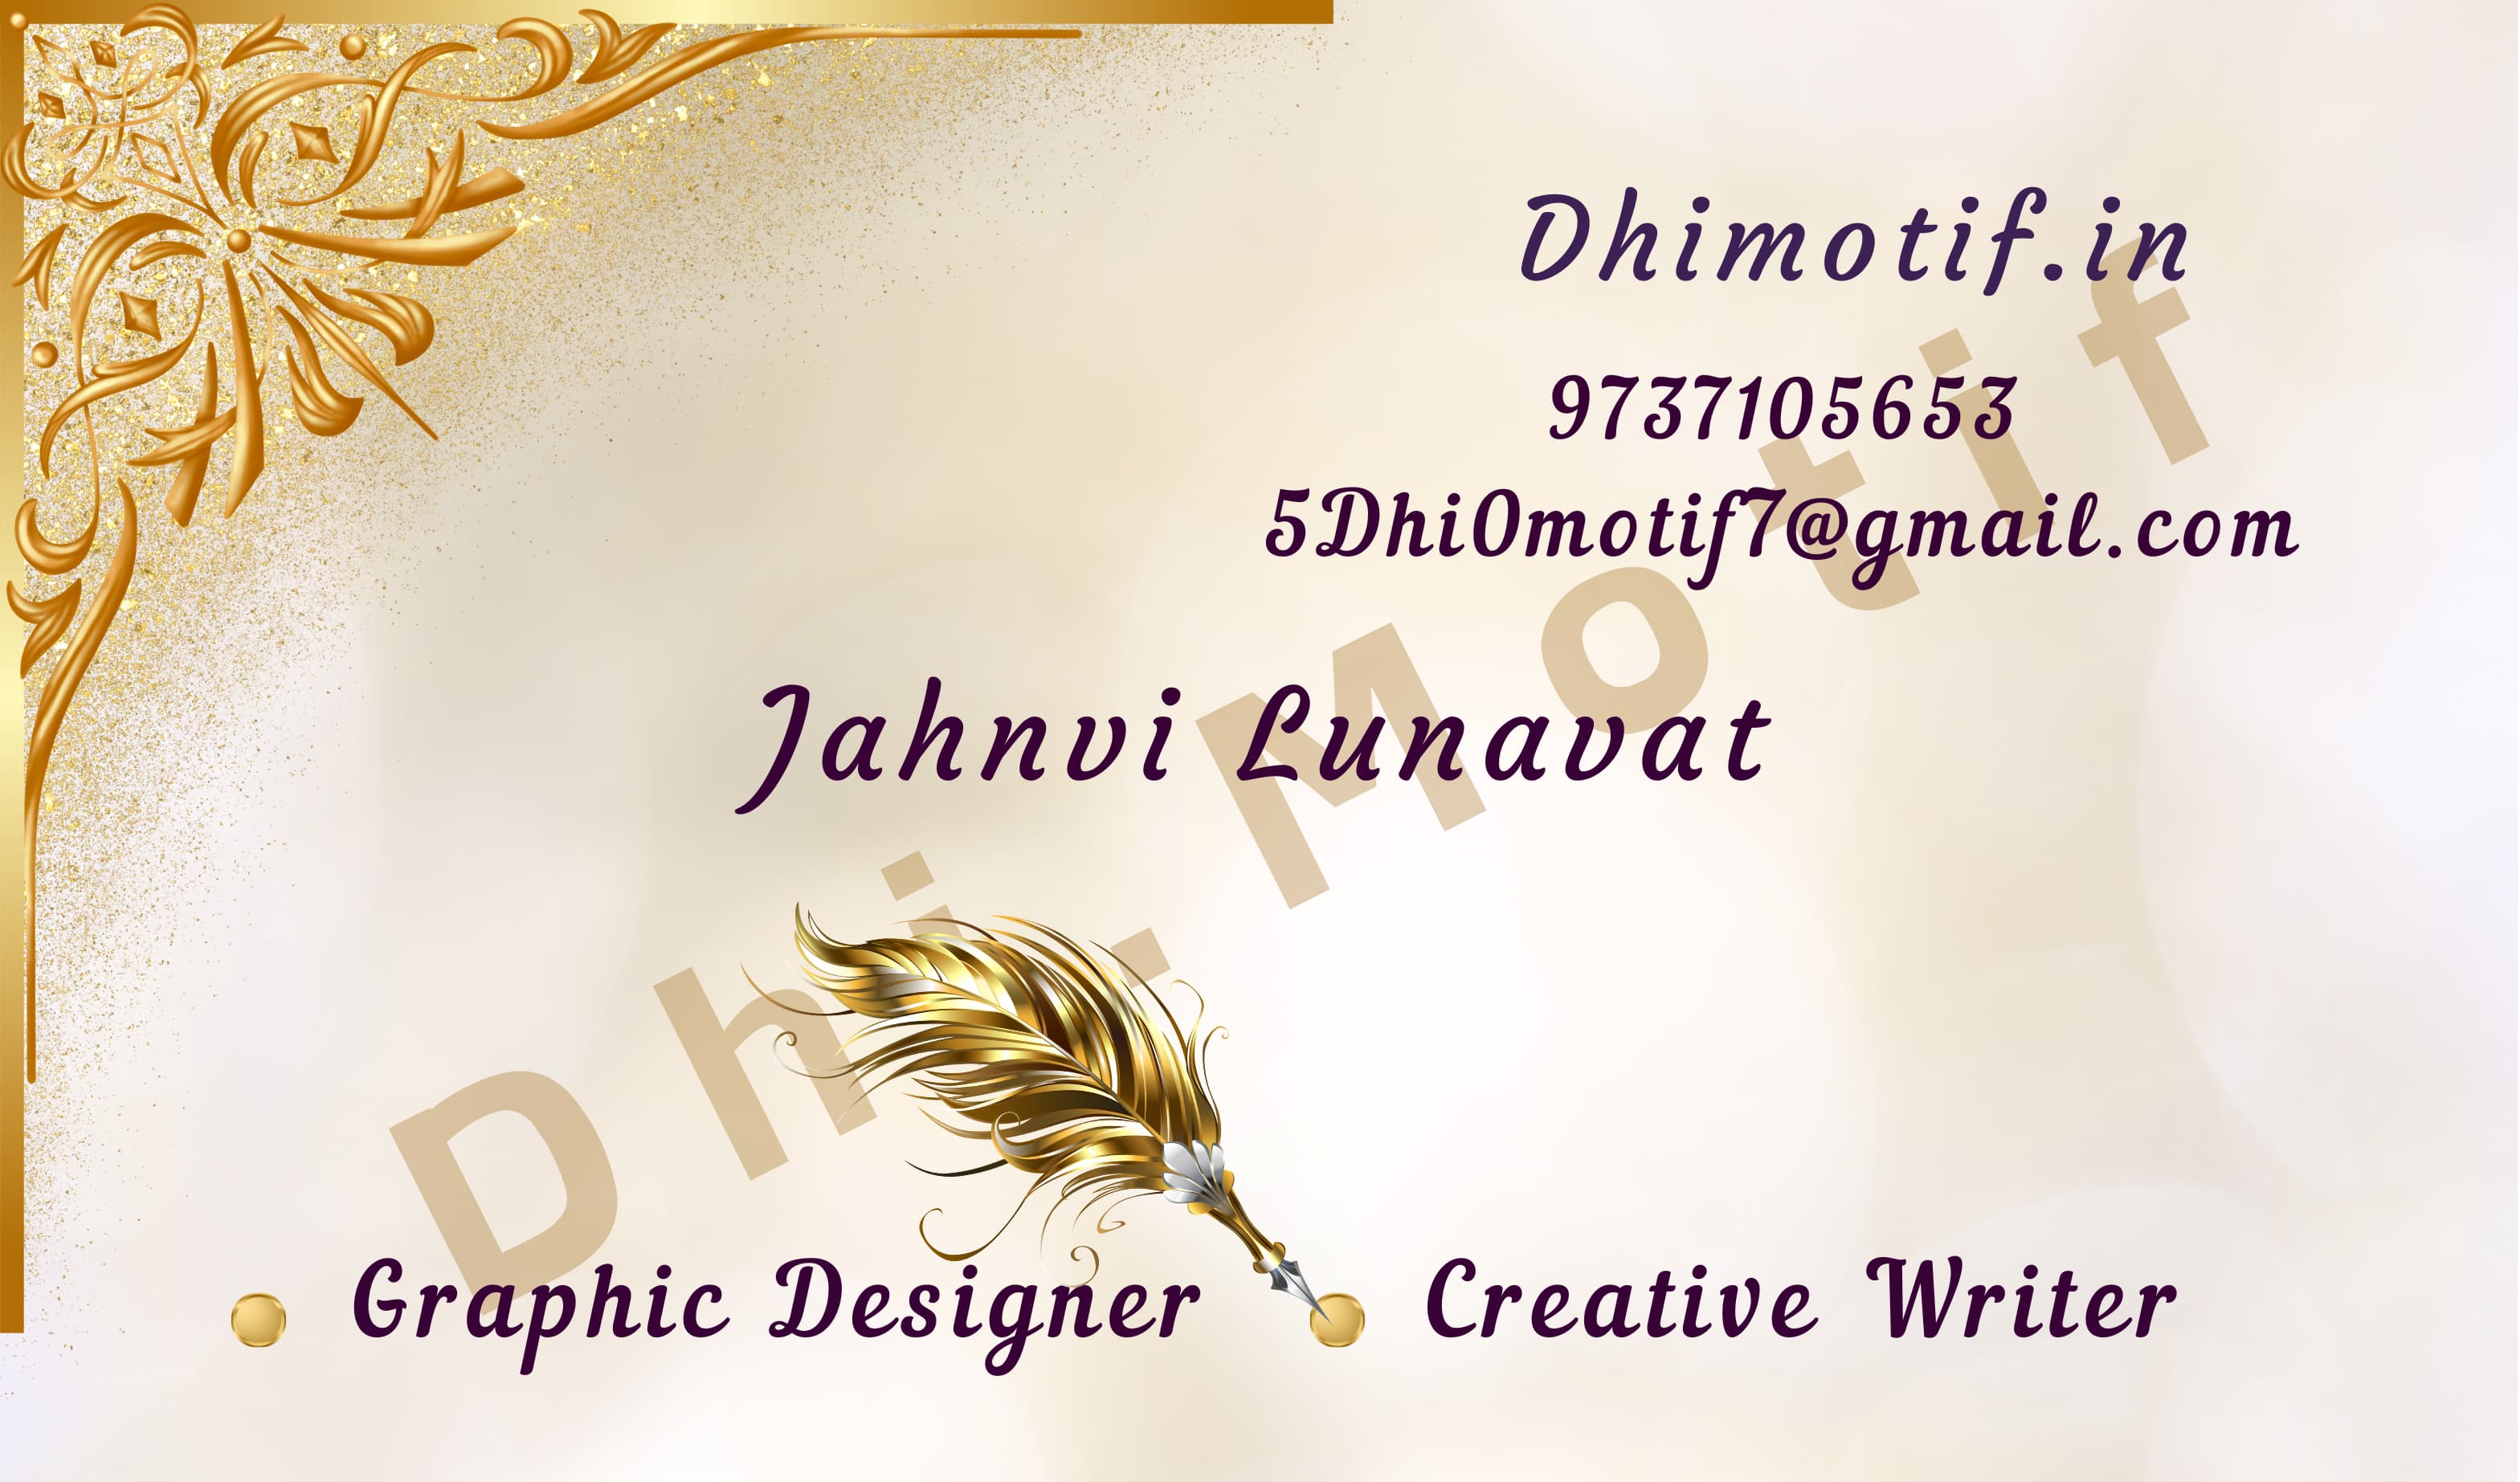 Dhimotif.in
9737105653
5Dhi0motif7@gmail.com
Jahnvi Lunavat
Dhi-Motif
Graphic Designer
Creative Writer